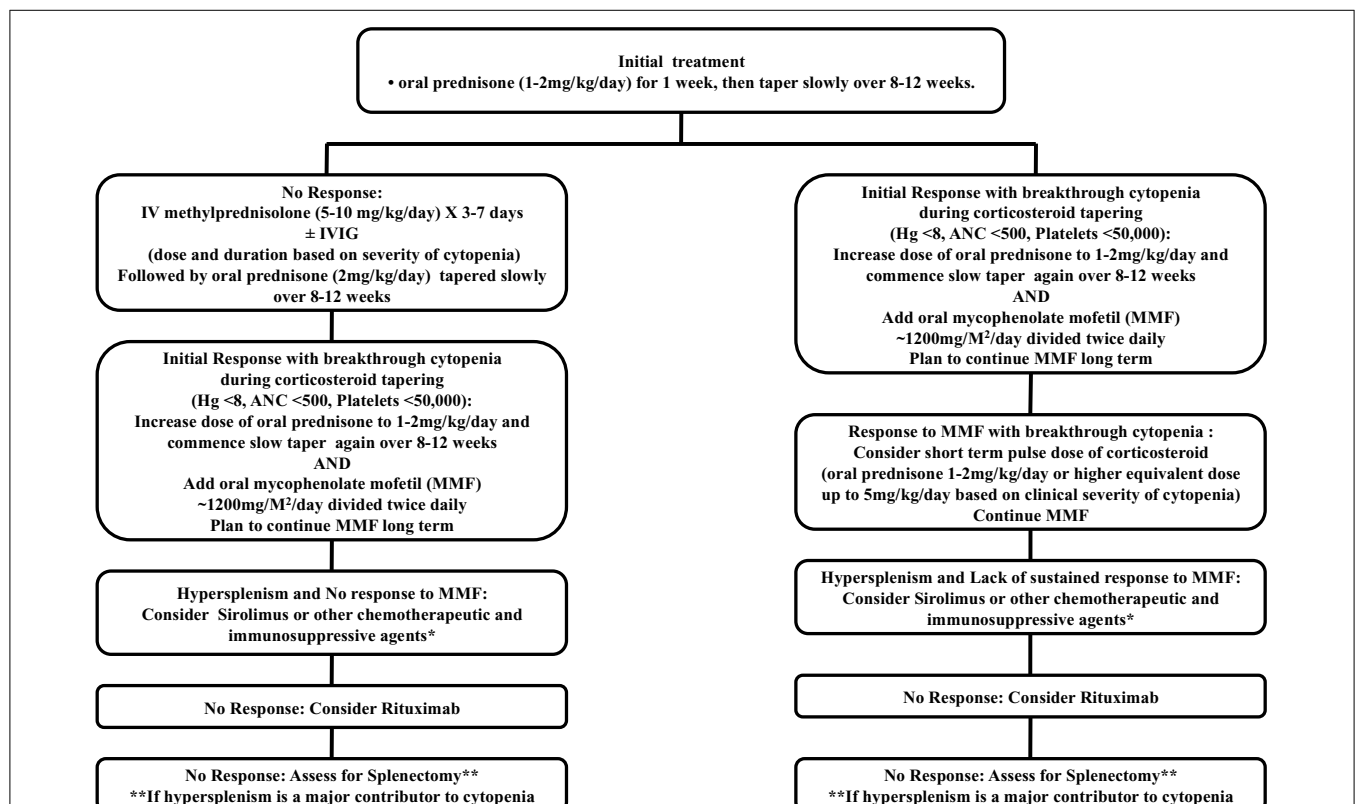 Initial treatment
• oral prednisone (1-2mg/kg/day) for 1 week, then taper slowly over 8-12 weeks.
No Response:
IV methylprednisolone (5-10 mg/kg/day) X 3-7 days
± IVIG
(dose and duration based on severity of cytopenia)
Followed by oral prednisone (2mg/kg/day) tapered slowly
over 8-12 weeks
Initial Response with breakthrough cytopenia
during corticosteroid tapering
(Hg <8, ANC <500, Platelets <50,000):
Increase dose of oral prednisone to 1-2mg/kg/day and
commence slow taper again over 8-12 weeks
AND
Add oral mycophenolate mofetil (MMF)
~1200mg/M²/day divided twice daily
Plan to continue MMF long term
Hypersplenism and No response to MMF:
Consider Sirolimus or other chemotherapeutic and
immunosuppressive agents*
No Response: Consider Rituximab
No Response: Assess for Splenectomy**
**If hypersplenism is a major contributor to cytopenia
Initial Response with breakthrough cytopenia
during corticosteroid tapering
(Hg <8, ANC <500, Platelets <50,000):
Increase dose of oral prednisone to 1-2mg/kg/day and
commence slow taper again over 8-12 weeks
AND
Add oral mycophenolate mofetil (MMF)
~1200mg/M²/day divided twice daily
Plan to continue MMF long term
Response to MMF with breakthrough cytopenia :
Consider short term pulse dose of corticosteroid
(oral prednisone 1-2mg/kg/day or higher equivalent dose
up to 5mg/kg/day based on clinical severity of cytopenia)
Continue MMF
Hypersplenism and Lack of sustained response to MMF:
Consider Sirolimus or other chemotherapeutic and
immunosuppressive agents*
No Response: Consider Rituximab
No Response: Assess for Splenectomy**
**If hypersplenism is a major contributor to cytopenia